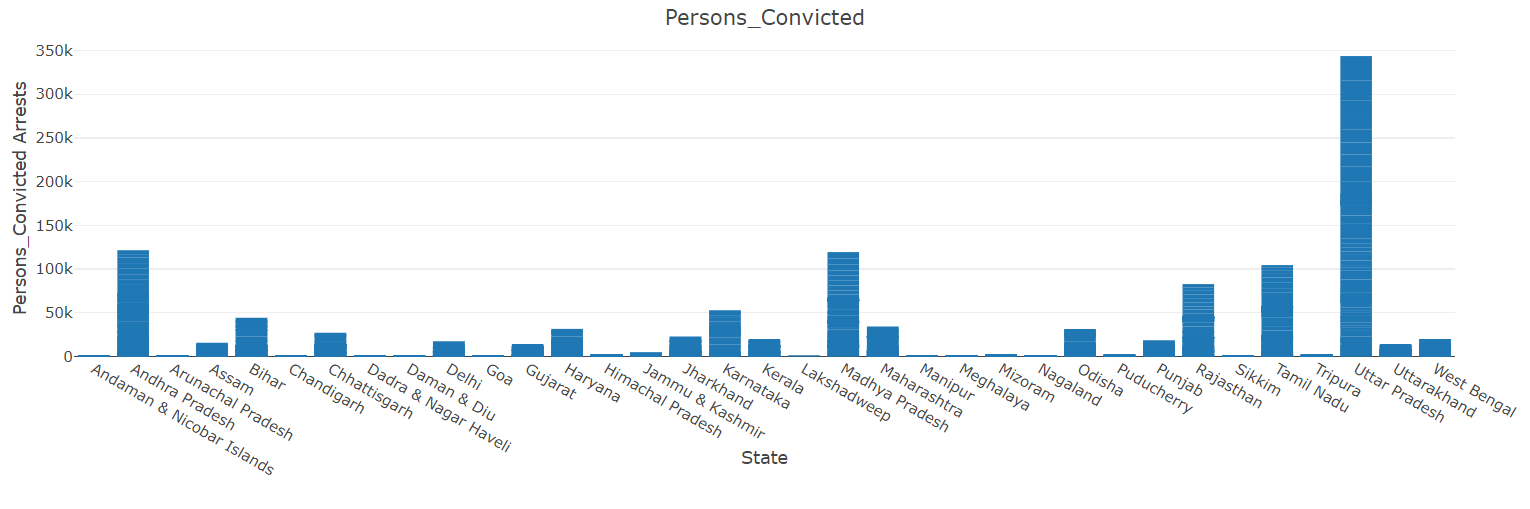 Persons_Convicted
Persons_Convicted Arrests
350k
300k
250k
200k
150k
100k
50k
0
Andaman & Nicobar Islands
Andhra Pradesh
Arunachal Pradesh
Assam
Bihar
Chandigarh
Chhattisgarh
Dadra & Nagar Haveli
Daman & Diu
Delhi
Goa
Gujarat
Haryana
Himachal Pradesh
Jammu & Kashmir
Jharkhand
Karnataka
Kerala
Lakshadweep
Madhya Pradesh
Maharashtra
Manipur
Meghalaya
Mizoram
Nagaland
Odisha
Puducherry
Punjab
Rajasthan
Sikkim
Tamil Nadu
Tripura
Uttar Pradesh
Uttarakhand
West Bengal
State